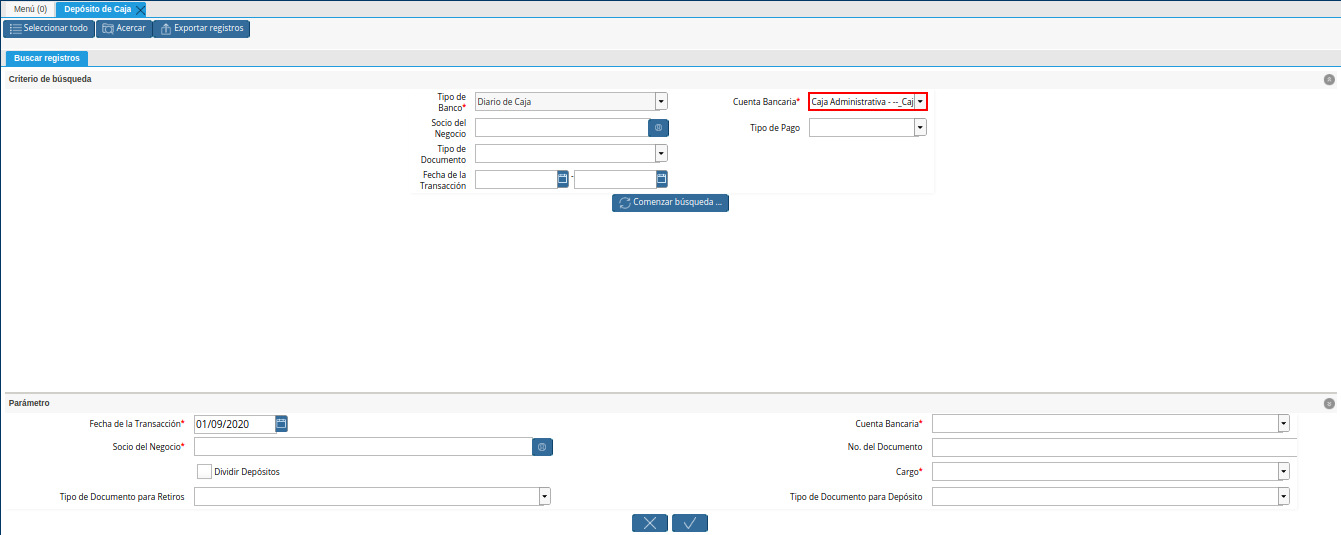 Menú (0) Depósito de Caja
Seleccionar todo Acercar Exportar registros
Buscar registros
Criterio de búsqueda
Tipo de Banco* Diario de Caja Cuenta Bancaria* Caja Administrativa - --_Caj
Socio del Negocio Tipo de Pago
Tipo de Documento
Fecha de la Transacción -
Comenzar búsqueda ...
Parámetro
Fecha de la Transacción* 01/09/2020 Cuenta Bancaria*
Socio del Negocio* No. del Documento
Dividir Depósitos Cargo*
Tipo de Documento para Retiros Tipo de Documento para Depósito